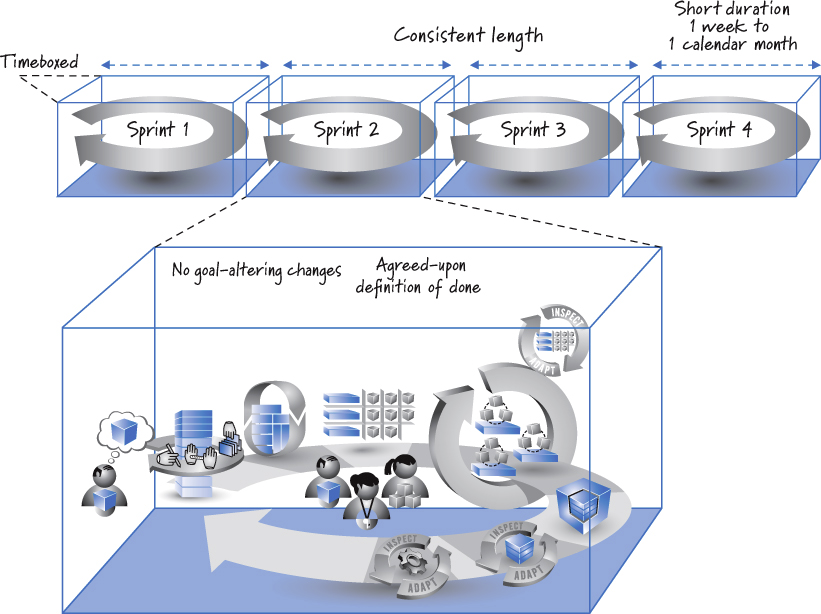 Short duration
1 week to
1 calendar month
Consistent length
Timeboxed
Sprint 1
Sprint 2
Sprint 3
Sprint 4
No goal-altering changes
Agreed-upon
definition of done
INSPECT
ADAPT
INSPECT
ADAPT
INSPECT
ADAPT